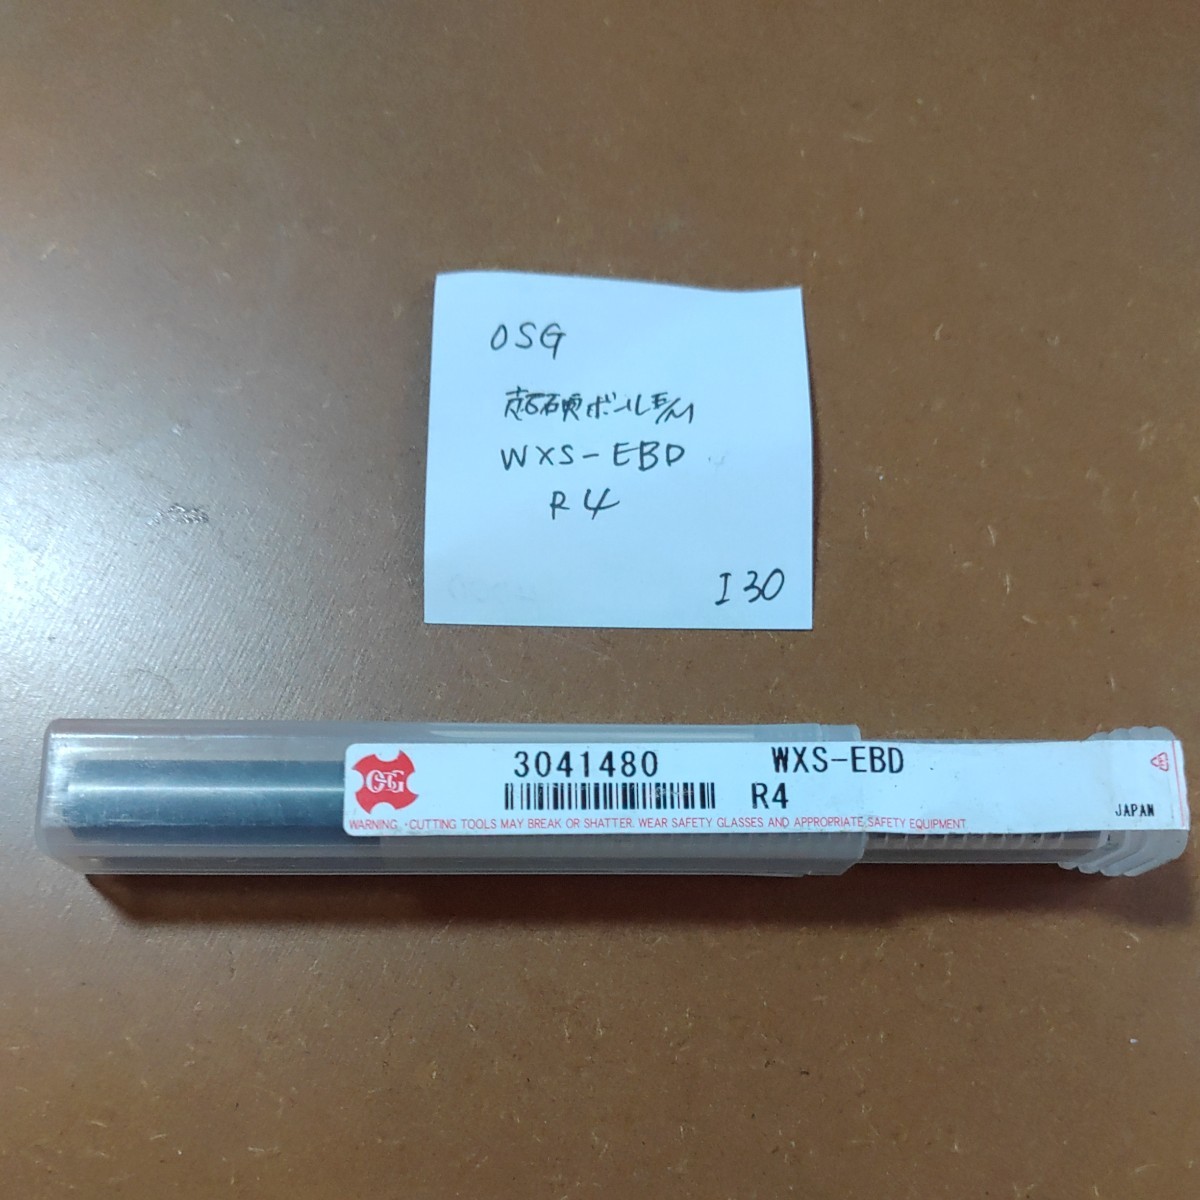 OSG
超硬ボールE/M
WXS-EBD
R4
I30
OSG
3041480
WXS-EBD
R4
JAPAN
WARNING. ・CUTTING TOOLS MAY BREAK OR SHATTER. WEAR SAFETY GLASSES AND APPROPRIATE SAFETY EQUIPMENT